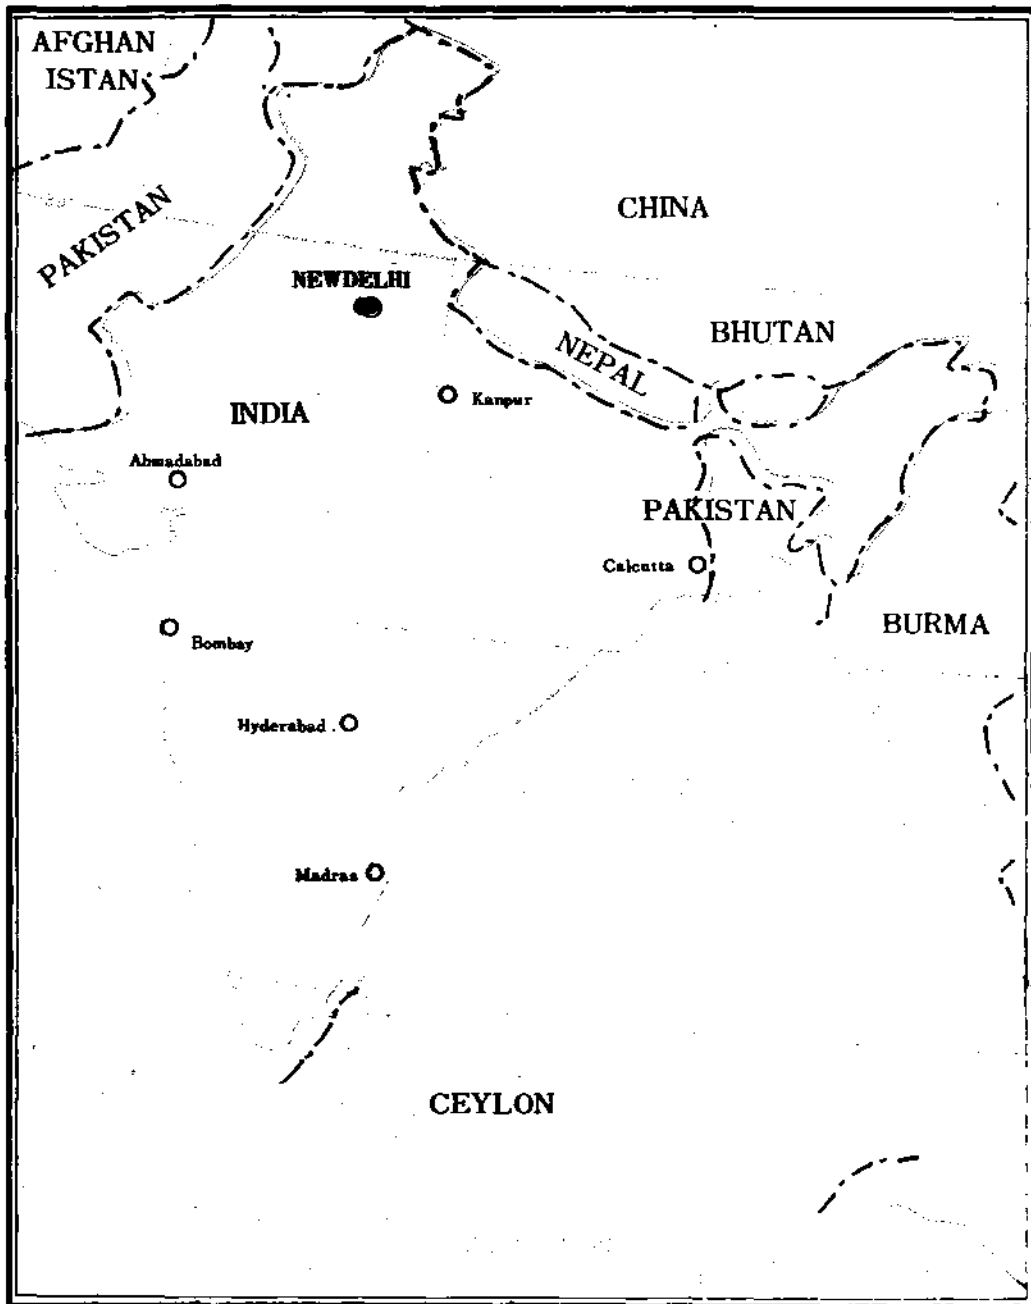 AFGHAN
ISTAN
PAKISTAN
CHINA
NEWDELHI
BHUTAN
NEPAL
Kanpur
INDIA
Ahmadabad
PAKISTAN
Calcutta
BURMA
Bombay
Hyderabad
Madras
CEYLON